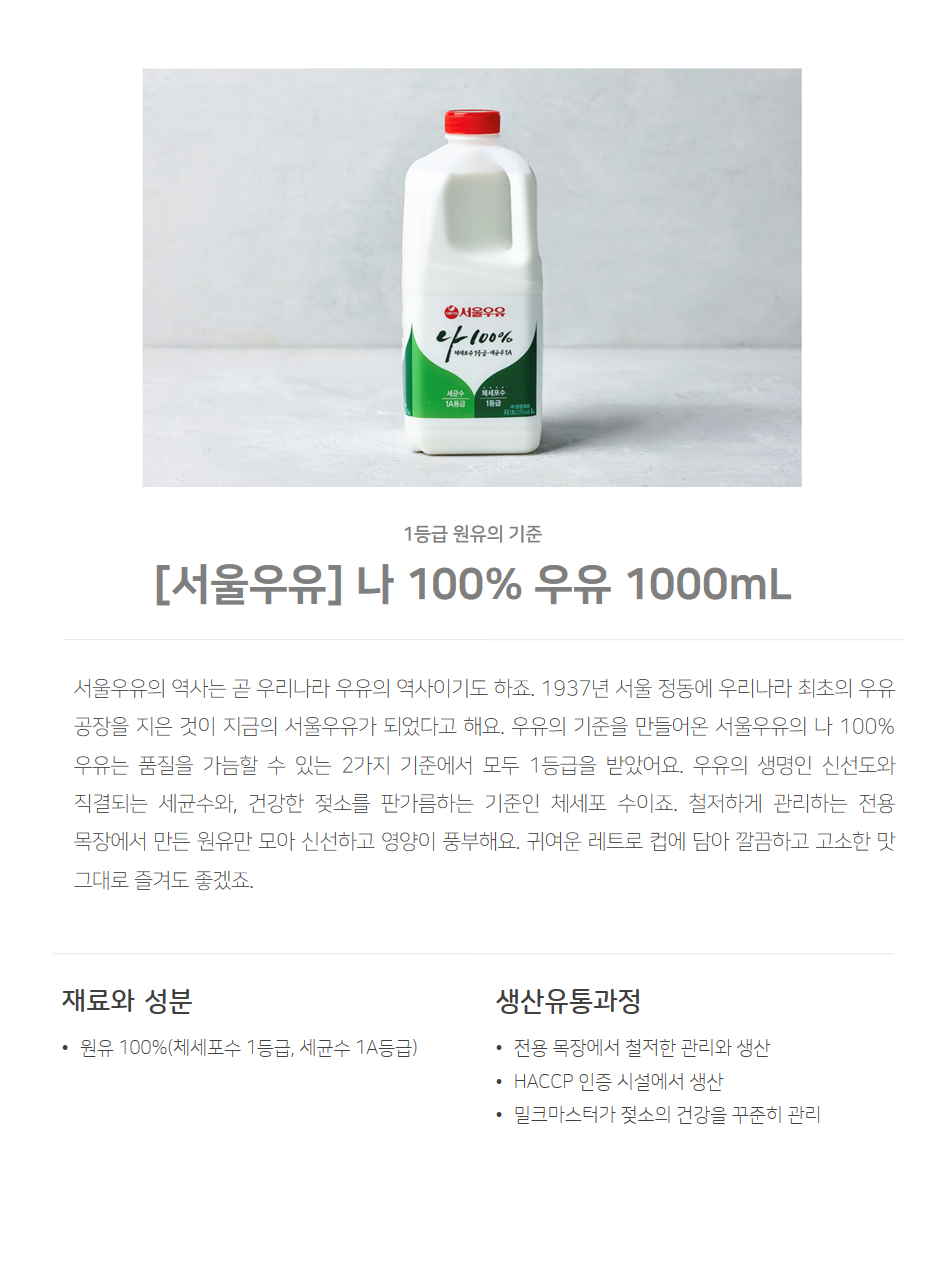 서울우유
나100%
체세포수 1등급·세균수 1A
세균수
1A등급
체세포수
1등급
1등급 원유의 기준
[서울우유] 나 100% 우유 1000mL
서울우유의 역사는 곧 우리나라 우유의 역사이기도 하죠. 1937년 서울 정동에 우리나라 최초의 우유
공장을 지은 것이 지금의 서울우유가 되었다고 해요. 우유의 기준을 만들어온 서울우유의 나 100%
우유는 품질을 가늠할 수 있는 2가지 기준에서 모두 1등급을 받았어요. 우유의 생명인 신선도와
직결되는 세균수와, 건강한 젖소를 판가름하는 기준인 체세포 수이죠. 철저하게 관리하는 전용
목장에서 만든 원유만 모아 신선하고 영양이 풍부해요. 귀여운 레트로 컵에 담아 깔끔하고 고소한 맛
그대로 즐겨도 좋겠죠.
재료와 성분
• 원유 100%(체세포수 1등급, 세균수 1A등급)
생산유통과정
• 전용 목장에서 철저한 관리와 생산
• HACCP 인증 시설에서 생산
• 밀크마스터가 젖소의 건강을 꾸준히 관리